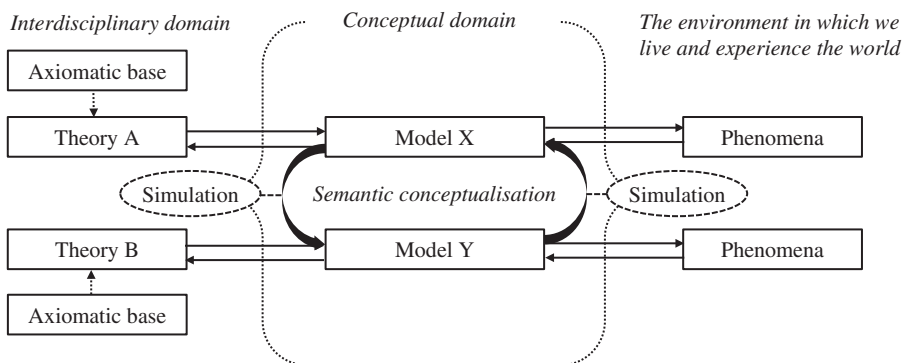 Interdisciplinary domain
Conceptual domain
The environment in which we
live and experience the world
Axiomatic base
Theory A
Model X
Phenomena
Simulation
Semantic conceptualisation
Simulation
Theory B
Model Y
Phenomena
Axiomatic base